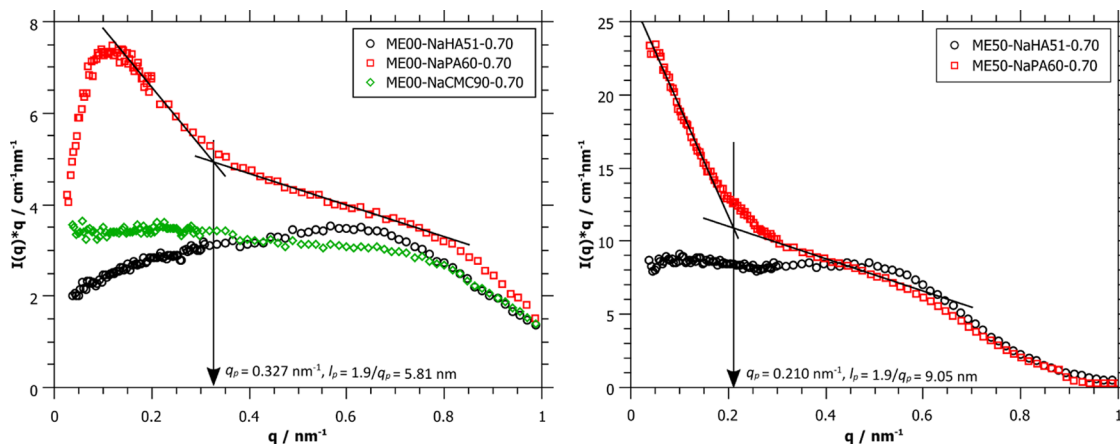 8
6
4
2
0
I(q)*q / cm⁻¹nm⁻¹
ME00-NaHA51-0.70
ME00-NaPA60-0.70
ME00-NaCMC90-0.70
qₚ = 0.327 nm⁻¹, lₚ = 1.9/qₚ = 5.81 nm
0 0.2 0.4 0.6 0.8 1
q / nm⁻¹
25
20
15
10
5
0
I(q)*q / cm⁻¹nm⁻¹
ME50-NaHA51-0.70
ME50-NaPA60-0.70
qₚ = 0.210 nm⁻¹, lₚ = 1.9/qₚ = 9.05 nm
0 0.2 0.4 0.6 0.8 1
q / nm⁻¹